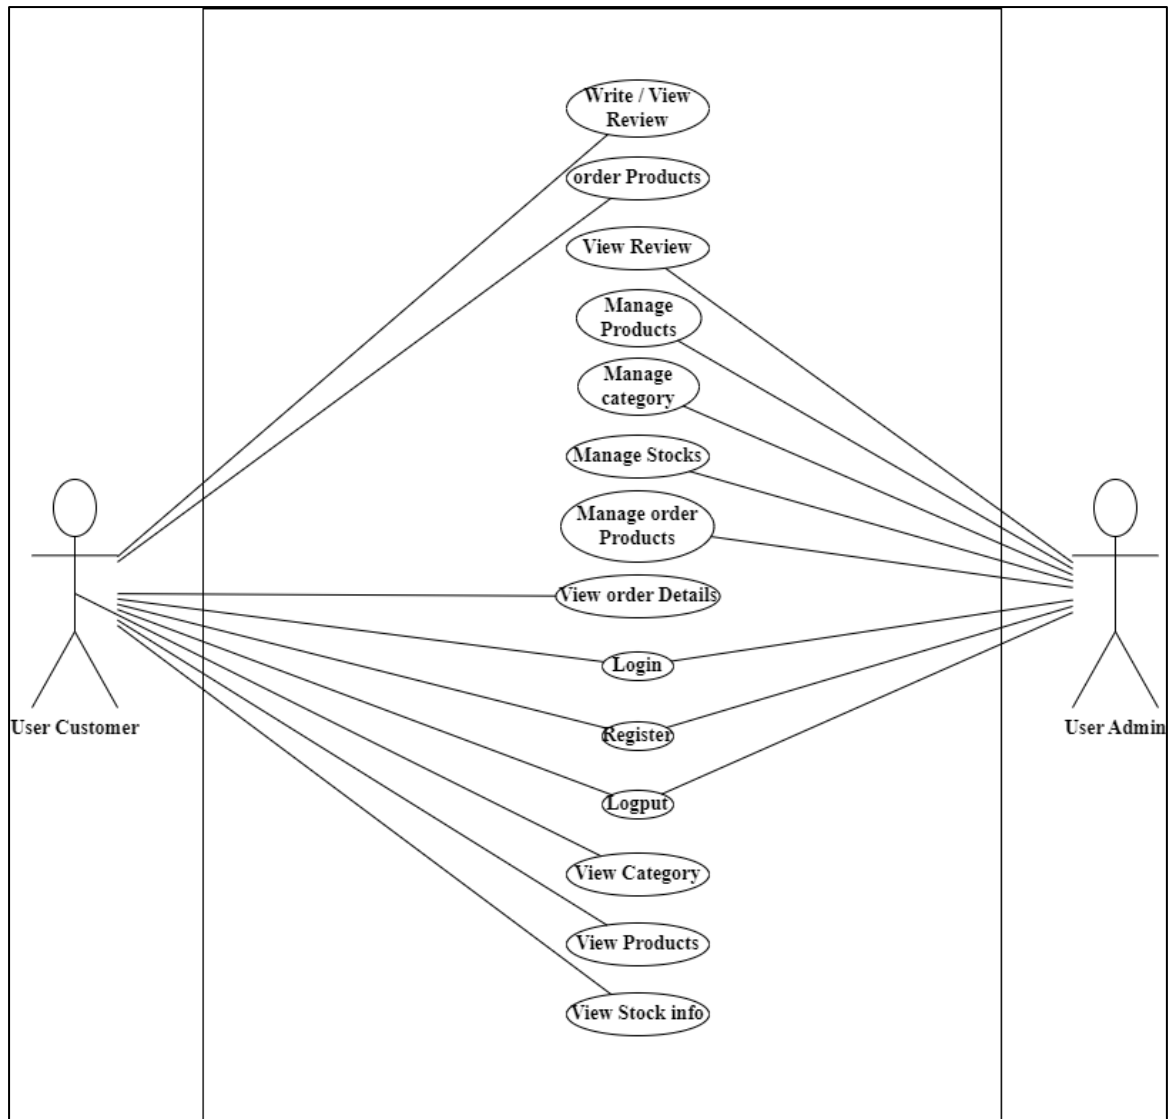 Write / View
Review
order Products
View Review
Manage
Products
Manage
category
Manage Stocks
Manage order
Products
View order Details
Login
User Customer
Register
User Admin
Logput
View Category
View Products
View Stock info